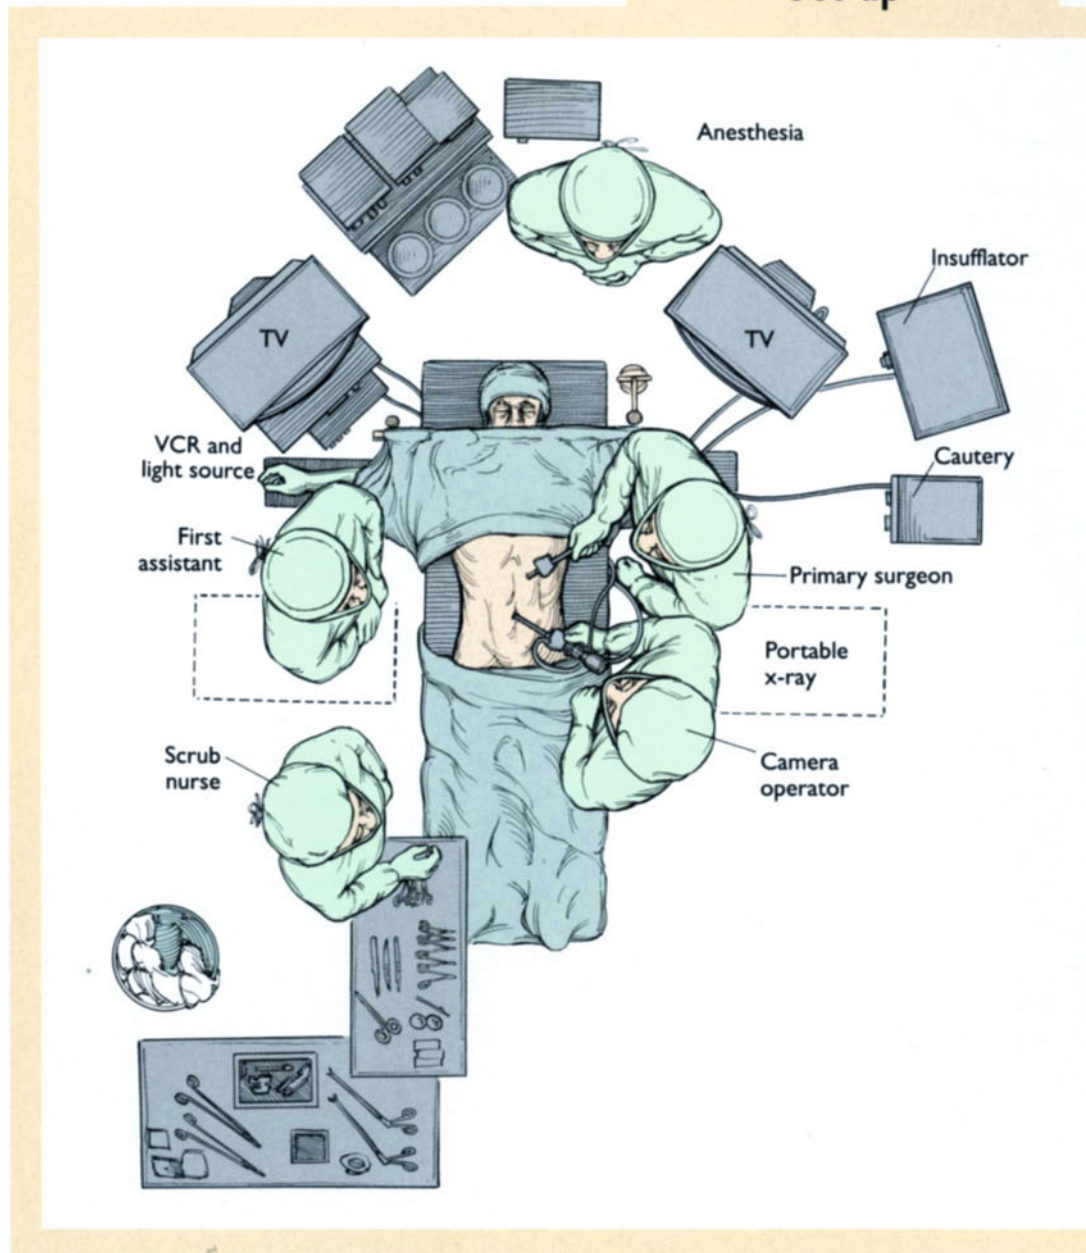 Anesthesia
Insufflator
TV
TV
VCR and
light source
Cautery
First
assistant
Primary surgeon
Portable
x-ray
Scrub
nurse
Camera
operator